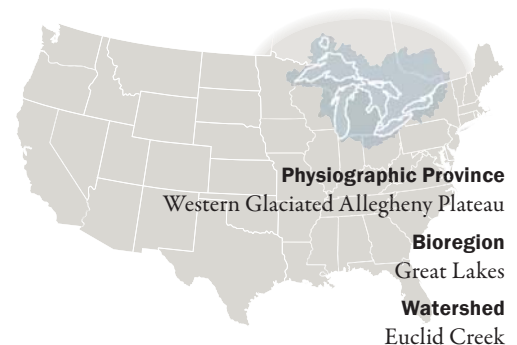 Physiographic Province
Western Glaciated Allegheny Plateau
Bioregion
Great Lakes
Watershed
Euclid Creek